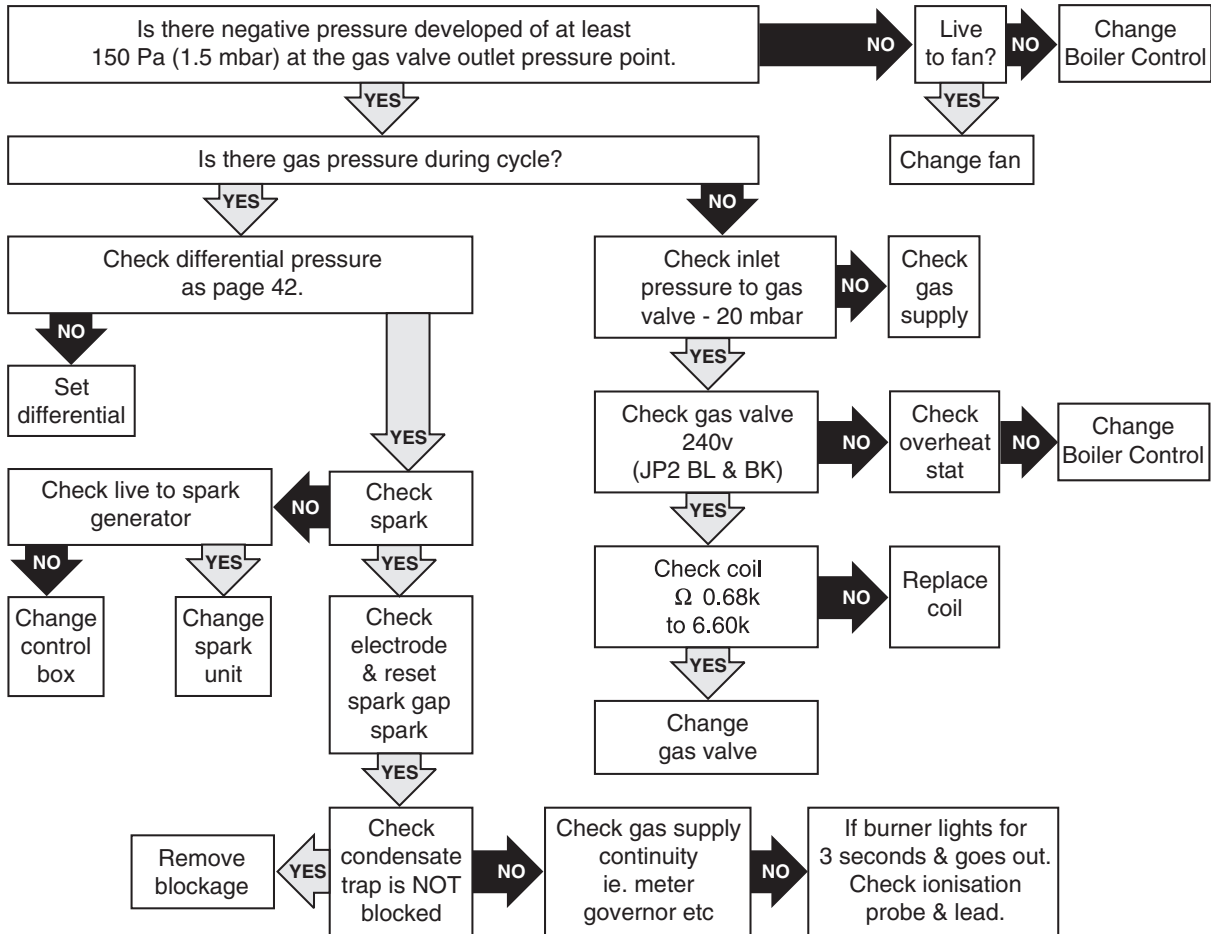 Is there negative pressure developed of at least
150 Pa (1.5 mbar) at the gas valve outlet pressure point.
NO
Live
to fan?
NO
Change
Boiler Control
YES
YES
Change fan
Is there gas pressure during cycle?
YES
NO
Check differential pressure
as page 42.
Check inlet
pressure to gas
valve - 20 mbar
NO
Check
gas
supply
NO
YES
Set
differential
YES
Check gas valve
240v
(JP2 BL & BK)
NO
Check
overheat
stat
NO
Change
Boiler Control
Check live to spark
generator
NO
Check
spark
YES
NO
YES
YES
Check coil
Ω 0.68k
to 6.60k
NO
Replace
coil
Change
control
box
Change
spark
unit
Check
electrode
& reset
spark gap
spark
YES
Change
gas valve
YES
Remove
blockage
YES
Check
condensate
trap is NOT
blocked
NO
Check gas supply
continuity
ie. meter
governor etc
NO
If burner lights for
3 seconds & goes out.
Check ionisation
probe & lead.